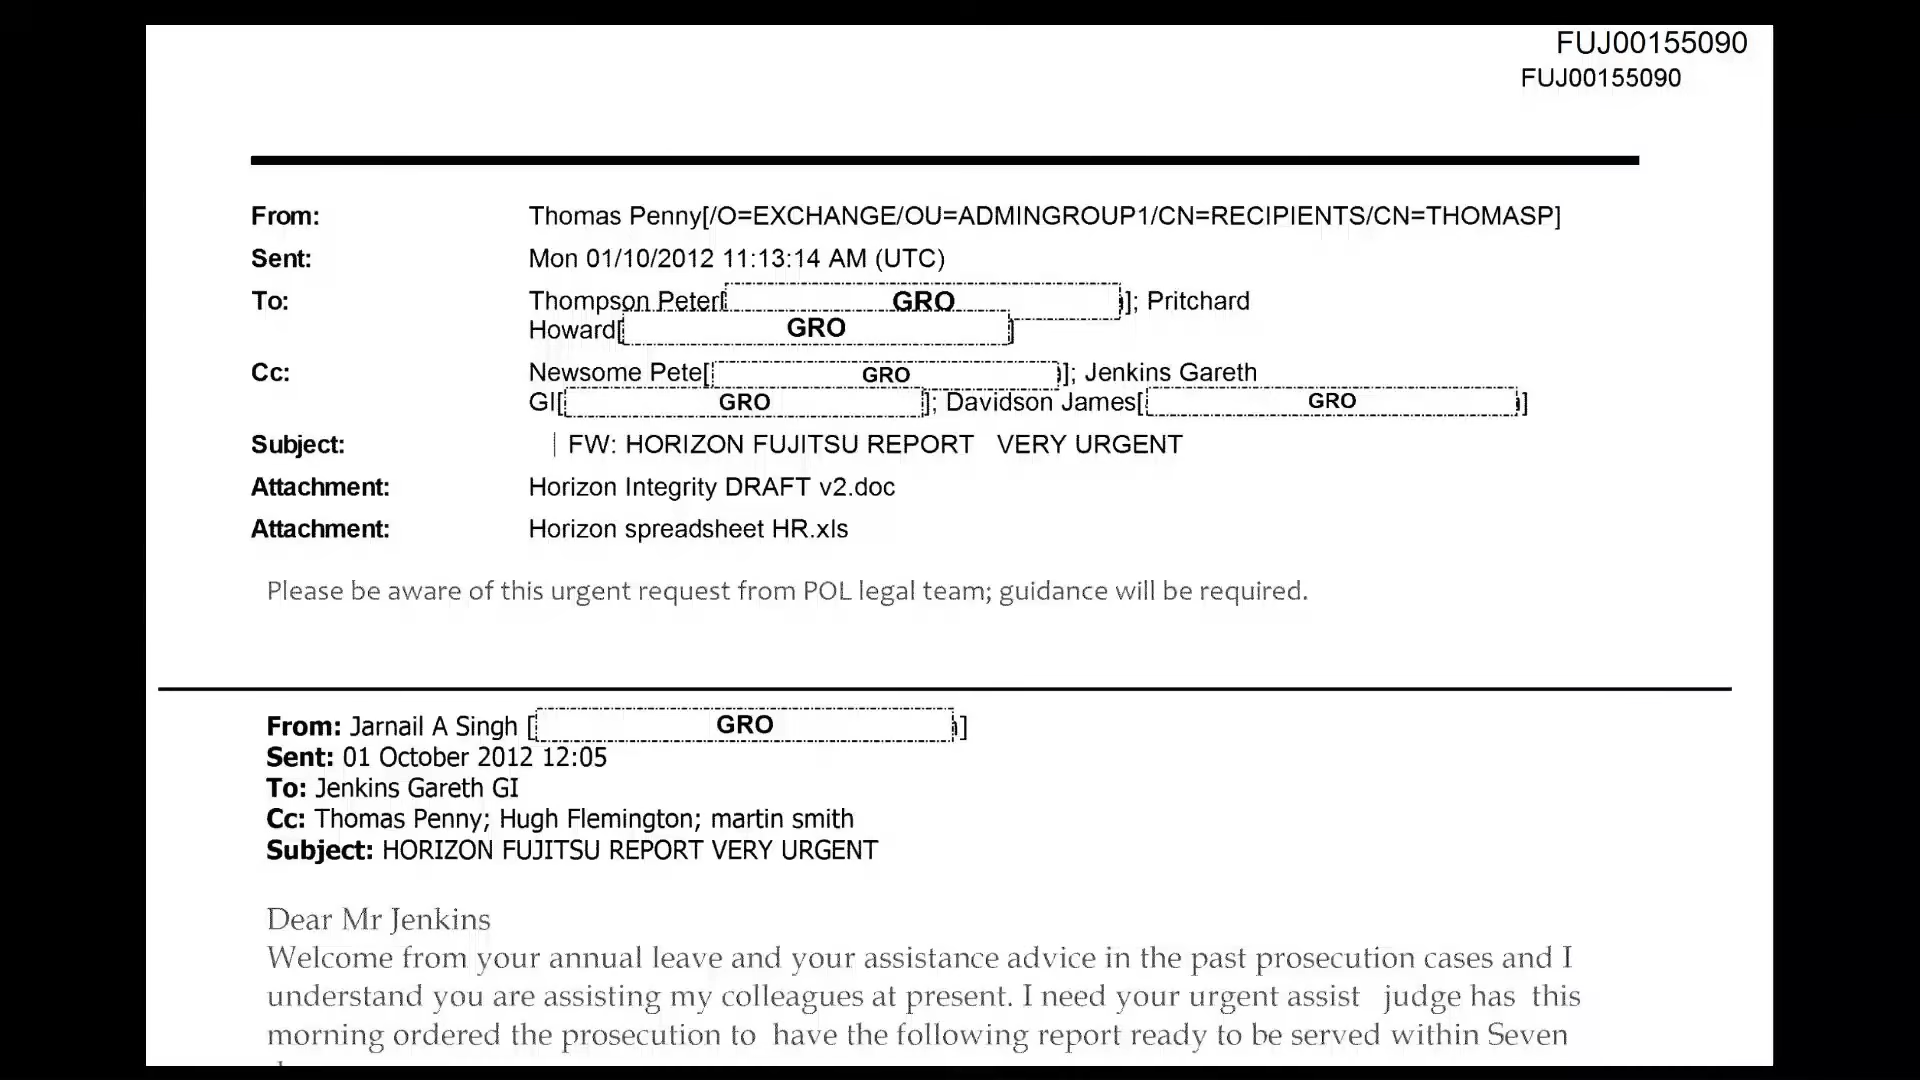 FUJ00155090
FUJ00155090
From: Thomas Penny[/O=EXCHANGE/OU=ADMINGROUP1/CN=RECIPIENTS/CN=THOMASP]
Sent: Mon 01/10/2012 11:13:14 AM (UTC)
To: Thompson Peter[ GRO ]; Pritchard
Howard[ GRO ]
Cc: Newsome Pete[ GRO ]; Jenkins Gareth
GI[ GRO ]; Davidson James[ GRO ]
Subject: FW: HORIZON FUJITSU REPORT VERY URGENT
Attachment: Horizon Integrity DRAFT v2.doc
Attachment: Horizon spreadsheet HR.xls
Please be aware of this urgent request from POL legal team; guidance will be required.
From: Jarnail A Singh [ GRO ]
Sent: 01 October 2012 12:05
To: Jenkins Gareth GI
Cc: Thomas Penny; Hugh Flemington; martin smith
Subject: HORIZON FUJITSU REPORT VERY URGENT
Dear Mr Jenkins
Welcome from your annual leave and your assistance advice in the past prosecution cases and I
understand you are assisting my colleagues at present. I need your urgent assist judge has this
morning ordered the prosecution to have the following report ready to be served within Seven